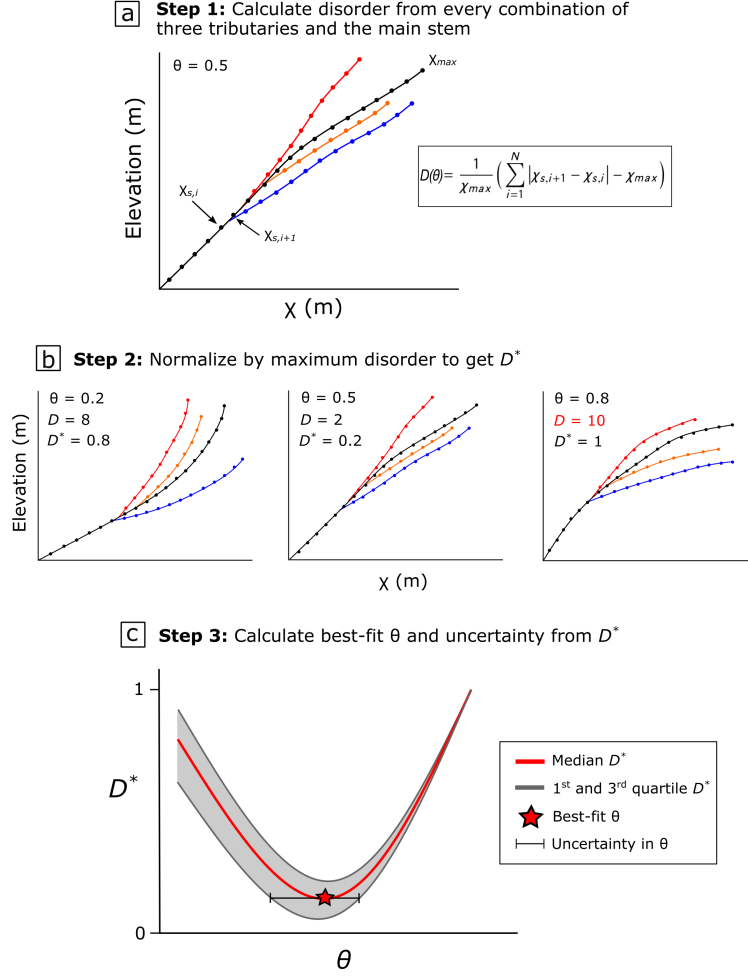 a Step 1: Calculate disorder from every combination of
three tributaries and the main stem
θ = 0.5
χmax
Elevation (m)
D(θ)= 1/χmax ( ∑_{i=1}^{N} |χs,i+1 − χs,i| − χmax )
χs,i
χs,i+1
χ (m)
b Step 2: Normalize by maximum disorder to get D*
θ = 0.2
D = 8
D* = 0.8
θ = 0.5
D = 2
D* = 0.2
θ = 0.8
D = 10
D* = 1
Elevation (m)
χ (m)
c Step 3: Calculate best-fit θ and uncertainty from D*
1
D*
0
θ
Median D*
1st and 3rd quartile D*
Best-fit θ
Uncertainty in θ